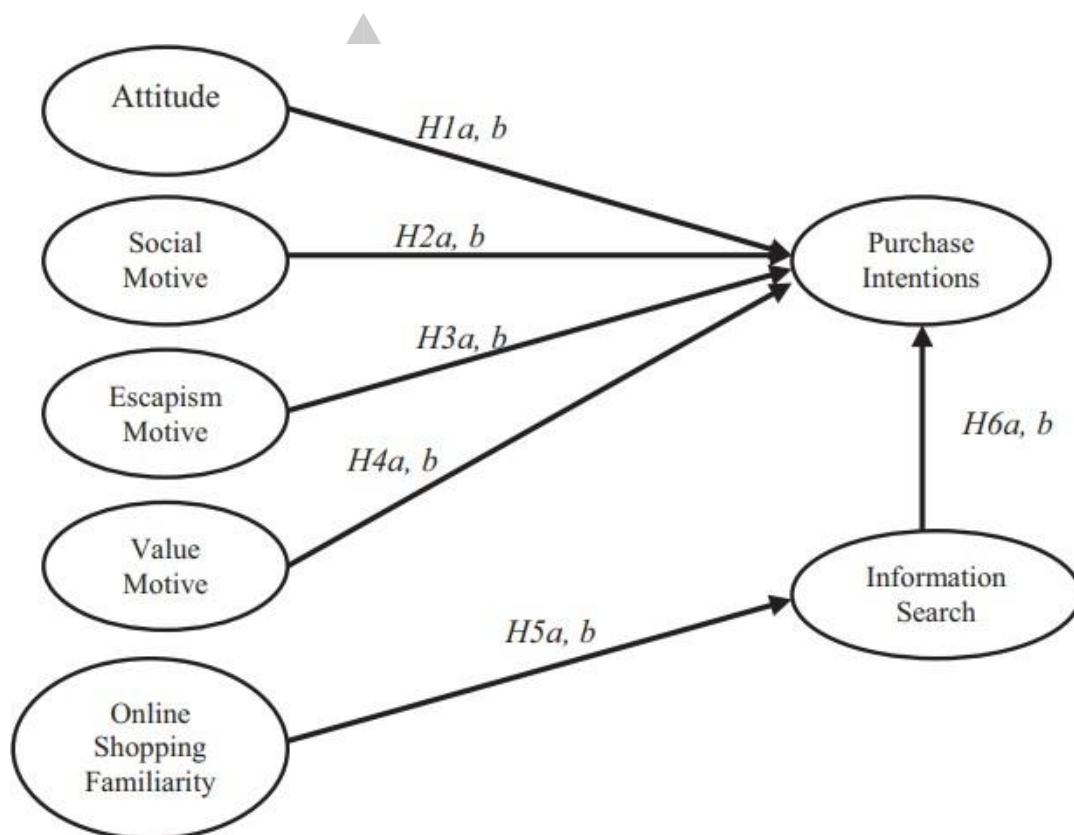 Attitude
H1a, b
Social
Motive
H2a, b
Purchase
Intentions
Escapism
Motive
H3a, b
H4a, b
H6a, b
Value
Motive
Information
Search
H5a, b
Online
Shopping
Familiarity